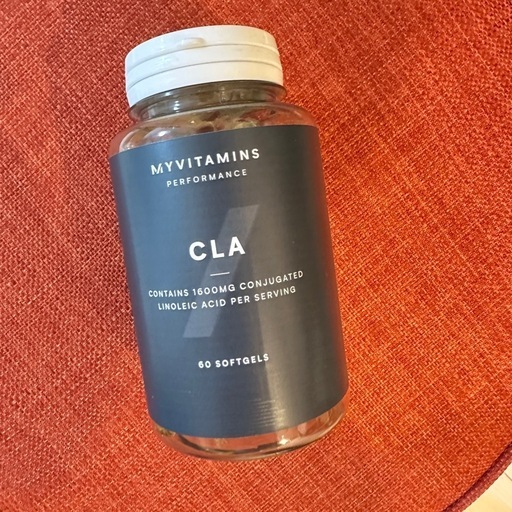 MYVITAMINS
PERFORMANCE
CLA
CONTAINS 1600MG CONJUGATED
LINOLEIC ACID PER SERVING
60 SOFTGELS